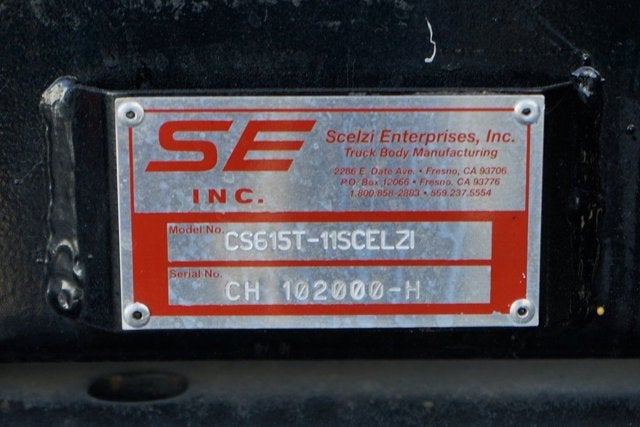 SE
INC.
Scelzi Enterprises, Inc.
Truck Body Manufacturing
2286 E. Date Ave. • Fresno, CA 93706
P.O. Box 12066 • Fresno, CA 93776
1.800.858-2883 • 559.237.5554
Model No.
CS615T-11SCELZI
Serial No.
CH 102000-H